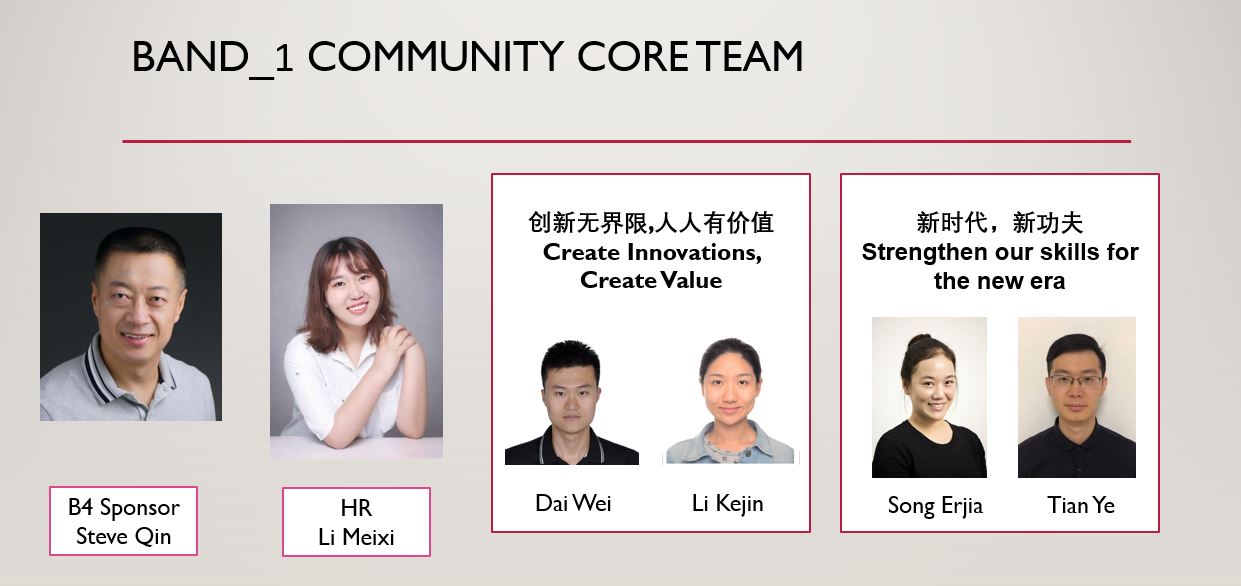 BAND_1 COMMUNITY CORE TEAM
B4 Sponsor
Steve Qin
HR
Li Meixi
创新无界限,人人有价值
Create Innovations,
Create Value
Dai Wei
Li Kejin
新时代，新功夫
Strengthen our skills for
the new era
Song Erjia
Tian Ye